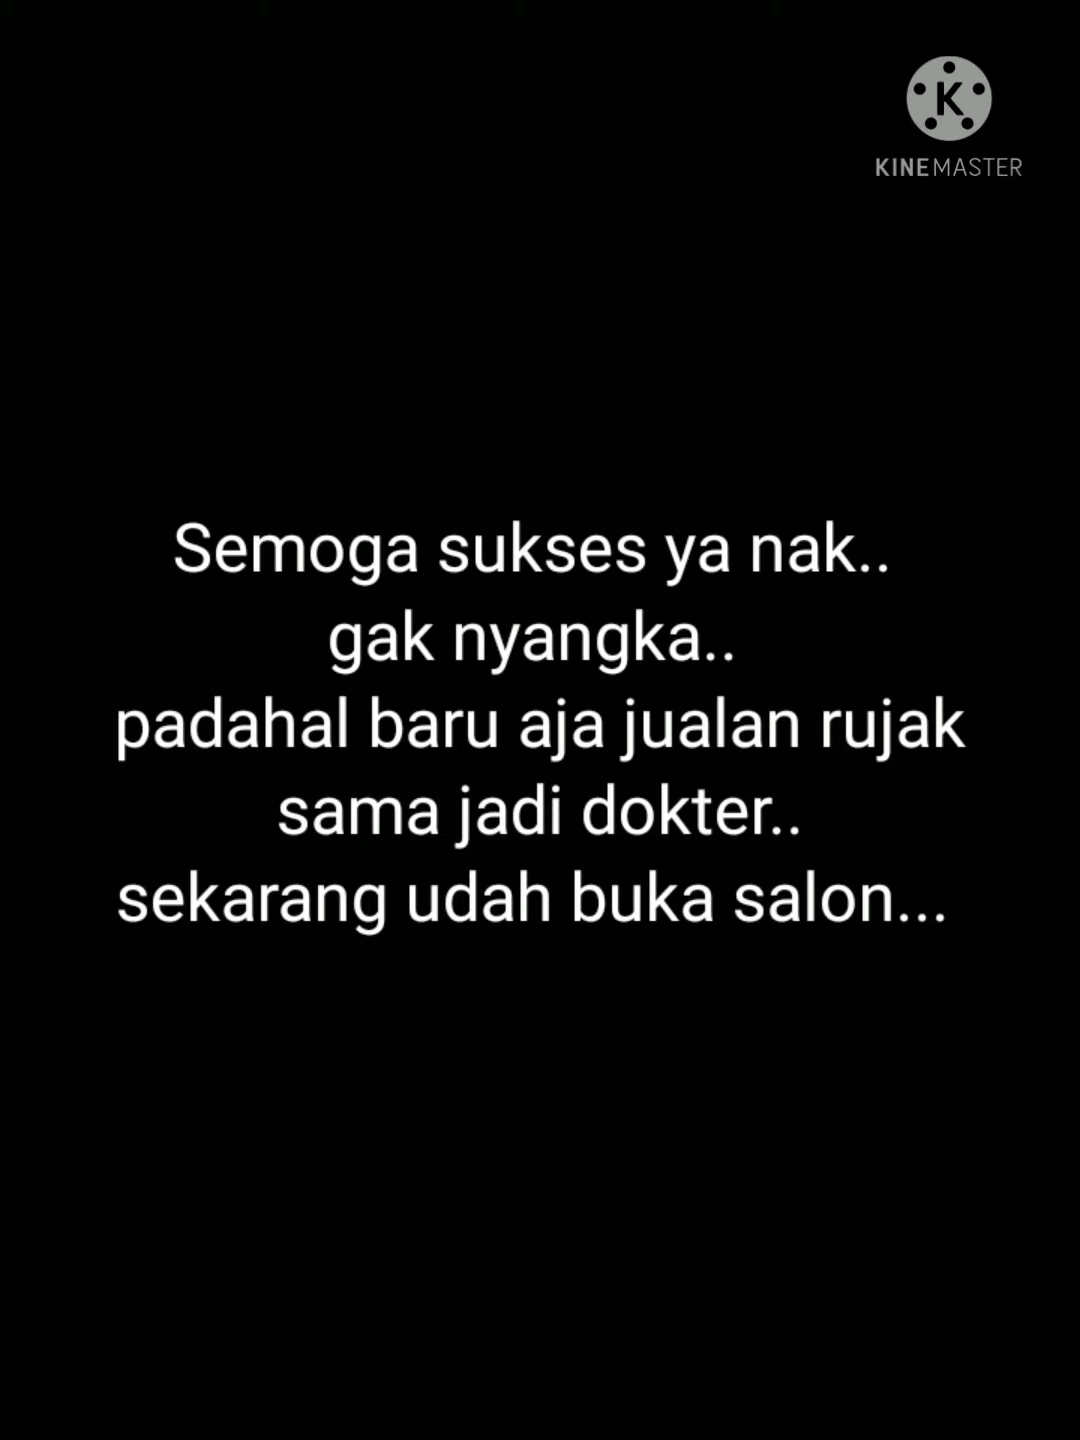 KINEMASTER
Semoga sukses ya nak..
gak nyangka..
padahal baru aja jualan rujak
sama jadi dokter..
sekarang udah buka salon...